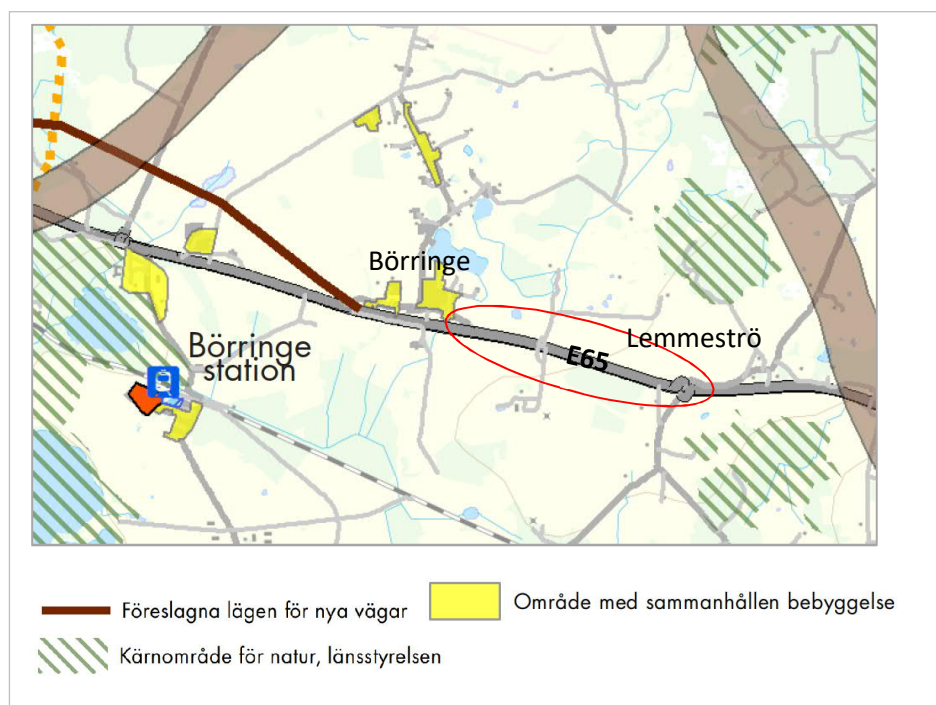 Börringe
Lemmeströ
E65
Börringe
station
Föreslagna lägen för nya vägar
Område med sammanhållen bebyggelse
Kärnområde för natur, länsstyrelsen